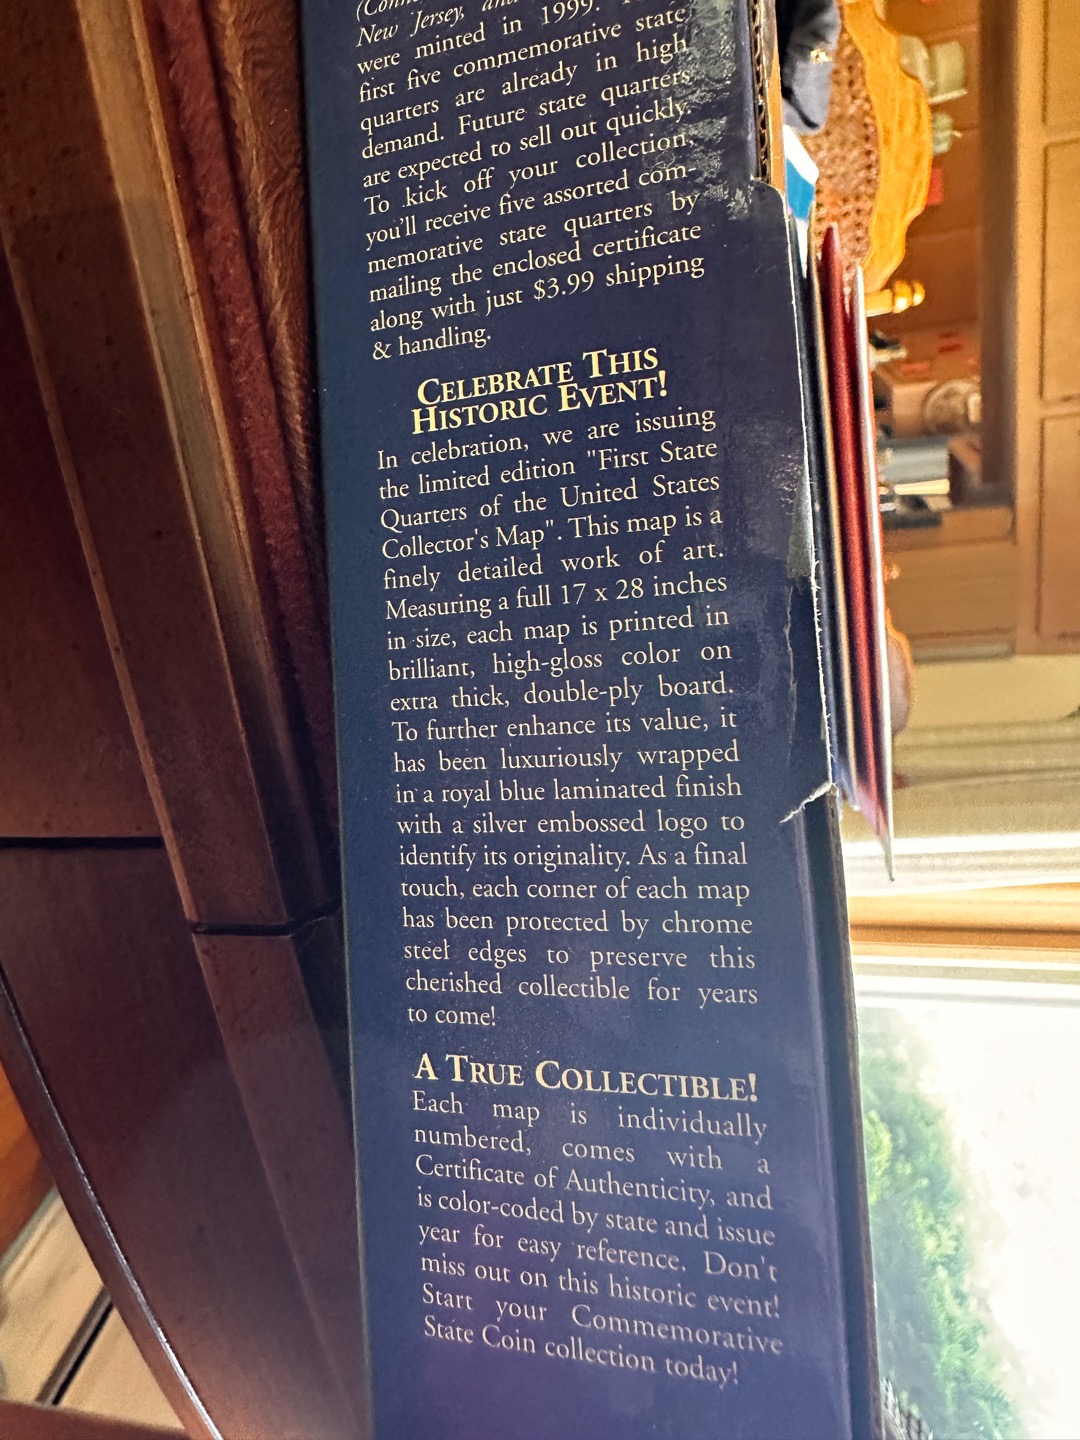 New Jersey,
were minted in 1999.
first five commemorative state
quarters are already in high
demand. Future state quarters
are expected to sell out quickly.
To kick off your collection,
you'll receive five assorted com-
memorative state quarters by
mailing the enclosed certificate
along with just $3.99 shipping
& handling.
CELEBRATE THIS
HISTORIC EVENT!
In celebration, we are issuing
the limited edition "First State
Quarters of the United States
Collector's Map". This map is a
finely detailed work of art.
Measuring a full 17 x 28 inches
in size, each map is printed in
brilliant, high-gloss color on
extra thick, double-ply board.
To further enhance its value, it
has been luxuriously wrapped
in a royal blue laminated finish
with a silver embossed logo to
identify its originality. As a final
touch, each corner of each map
has been protected by chrome
steel edges to preserve this
cherished collectible for years
to come!
A TRUE COLLECTIBLE!
Each map is individually
numbered, comes with a
Certificate of Authenticity, and
is color-coded by state and issue
year for easy reference. Don't
miss out on this historic event!
Start your Commemorative
State Coin collection today!